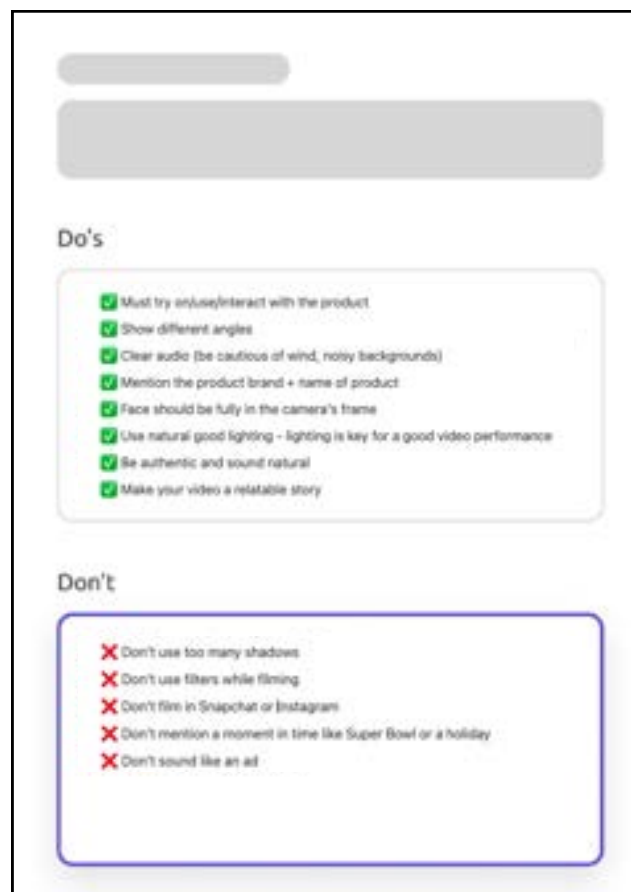 Do's
✅ Must try on/use/interact with the product
✅ Show different angles
✅ Clear audio (be cautious of wind, noisy backgrounds)
✅ Mention the product brand + name of product
✅ Face should be fully in the camera's frame
✅ Use natural good lighting - lighting is key for a good video performance
✅ Be authentic and sound natural
✅ Make your video a relatable story
Don't
❌ Don't use too many shadows
❌ Don't use filters while filming
❌ Don't film in Snapchat or Instagram
❌ Don't mention a moment in time like Super Bowl or a holiday
❌ Don't sound like an ad